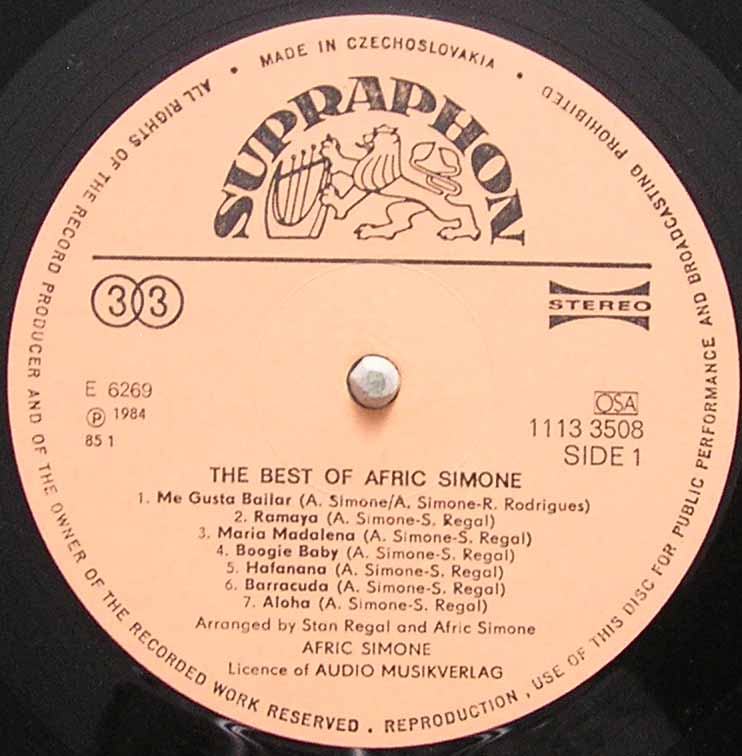 MADE IN CZECHOSLOVAKIA •
ALL RIGHTS OF THE RECORD PRODUCER AND OF THE OWNER OF THE RECORDED WORK RESERVED . REPRODUCTION , USE OF THIS DISC FOR PUBLIC PERFORMANCE AND BROADCASTING PROHIBITED •
SUPRAPHON
33
STEREO
E 6269
Ⓟ 1984
85 1
OSA
1113 3508
SIDE 1
THE BEST OF AFRIC SIMONE
1. Me Gusta Bailar (A. Simone/A. Simone-R. Rodrigues)
2. Ramaya (A. Simone-S. Regal)
3. Maria Madalena (A. Simone-S. Regal)
4. Boogie Baby (A. Simone-S. Regal)
5. Hafanana (A. Simone-S. Regal)
6. Barracuda (A. Simone-S. Regal)
7. Aloha (A. Simone-S. Regal)
Arranged by Stan Regal and Afric Simone
AFRIC SIMONE
Licence of AUDIO MUSIKVERLAG